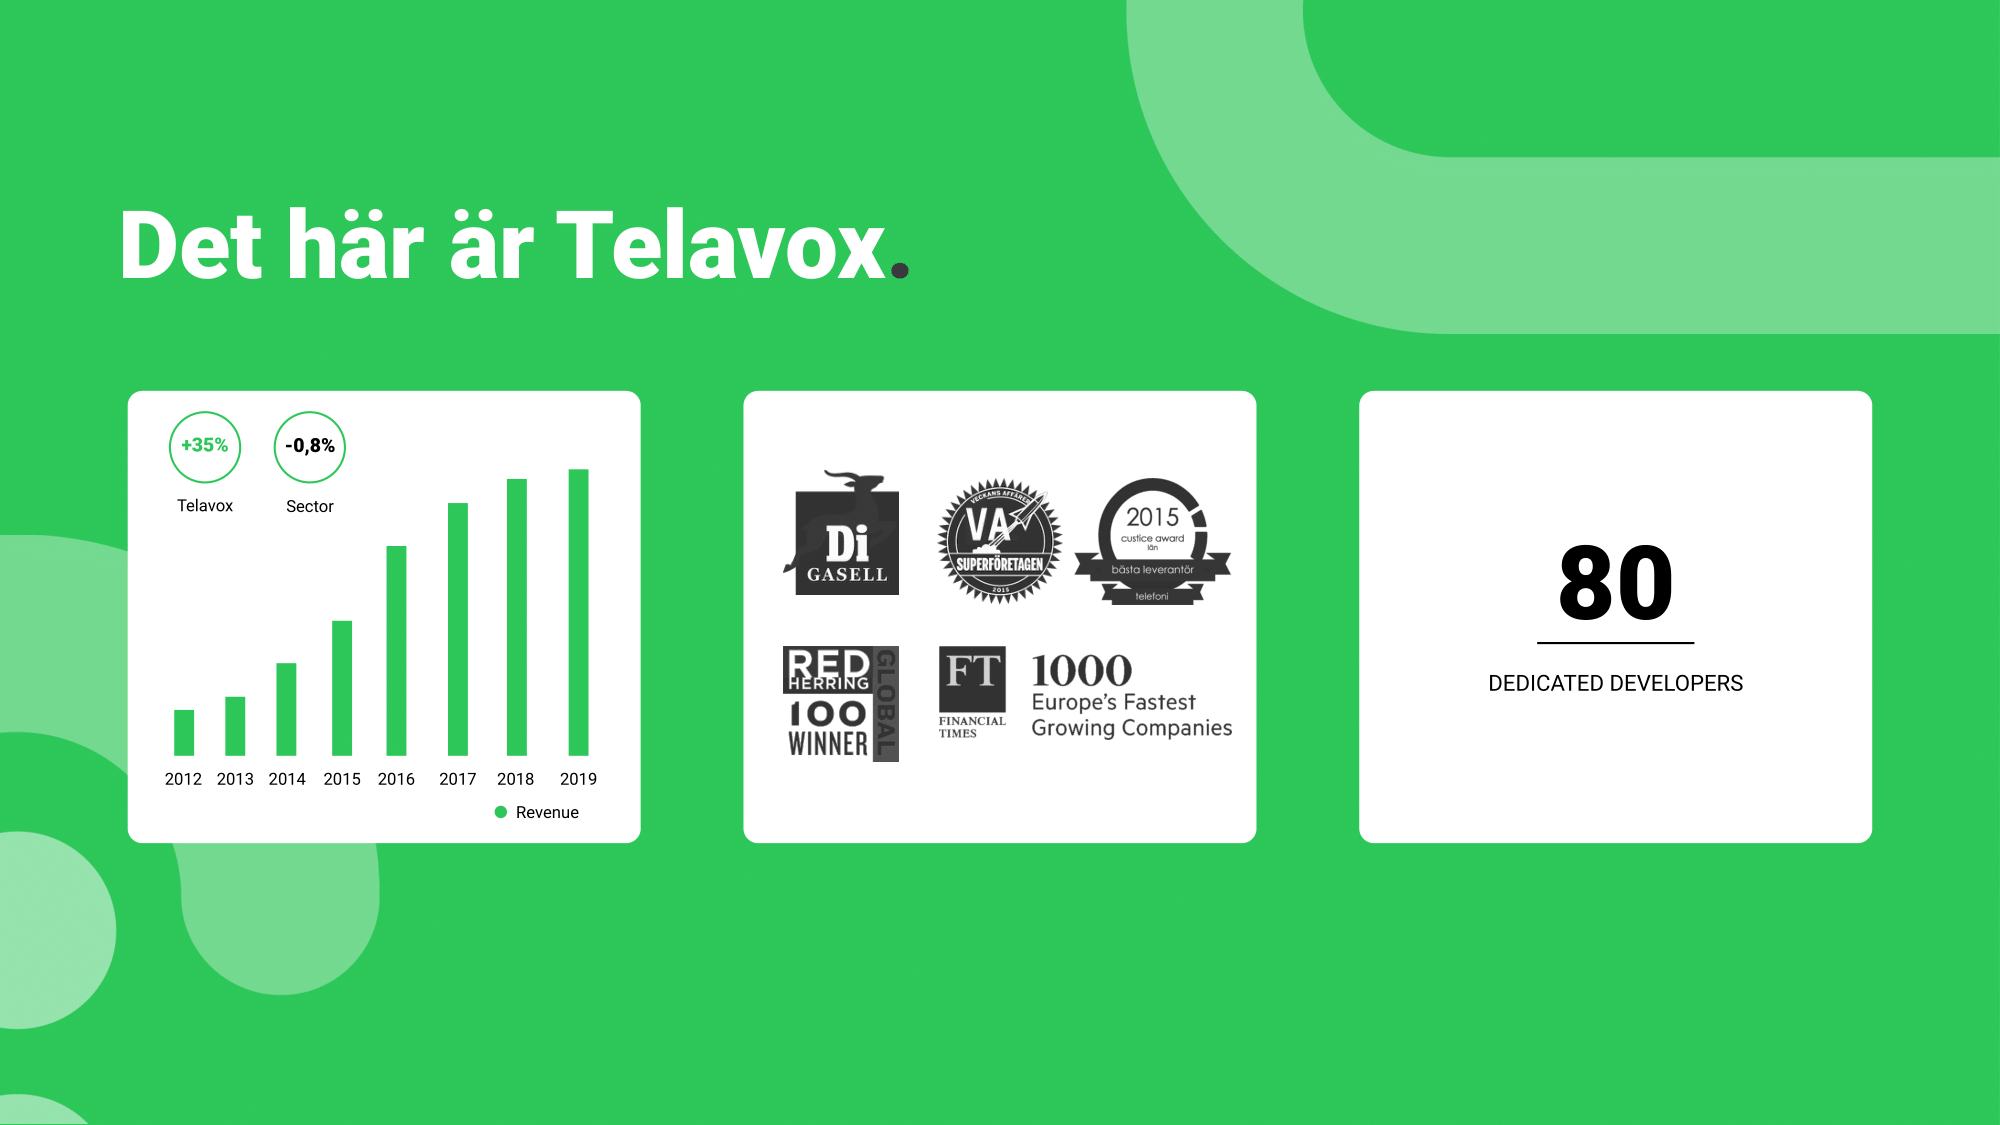 Det här är Telavox.
+35%
-0,8%
Telavox
Sector
2012 2013 2014 2015 2016 2017 2018 2019
Revenue
Di
GASELL
VECKANS AFFÄRER
VA
SUPERFÖRETAGEN
2015
2015
custice award
län
bästa leverantör
telefoni
RED
HERRING
100
WINNER
GLOBAL
FT
FINANCIAL
TIMES
1000
Europe's Fastest
Growing Companies
80
DEDICATED DEVELOPERS